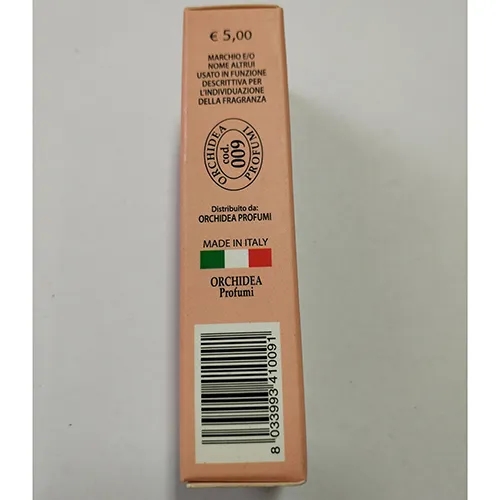 € 5,00
MARCHIO E/O
NOME ALTRUI
USATO IN FUNZIONE
DESCRITTIVA PER
L'INDIVIDUAZIONE
DELLA FRAGRANZA
ORCHIDEA
cod.
009
PROFUMI
Distribuito da:
ORCHIDEA PROFUMI
MADE IN ITALY
ORCHIDEA
Profumi
8 033993 410091